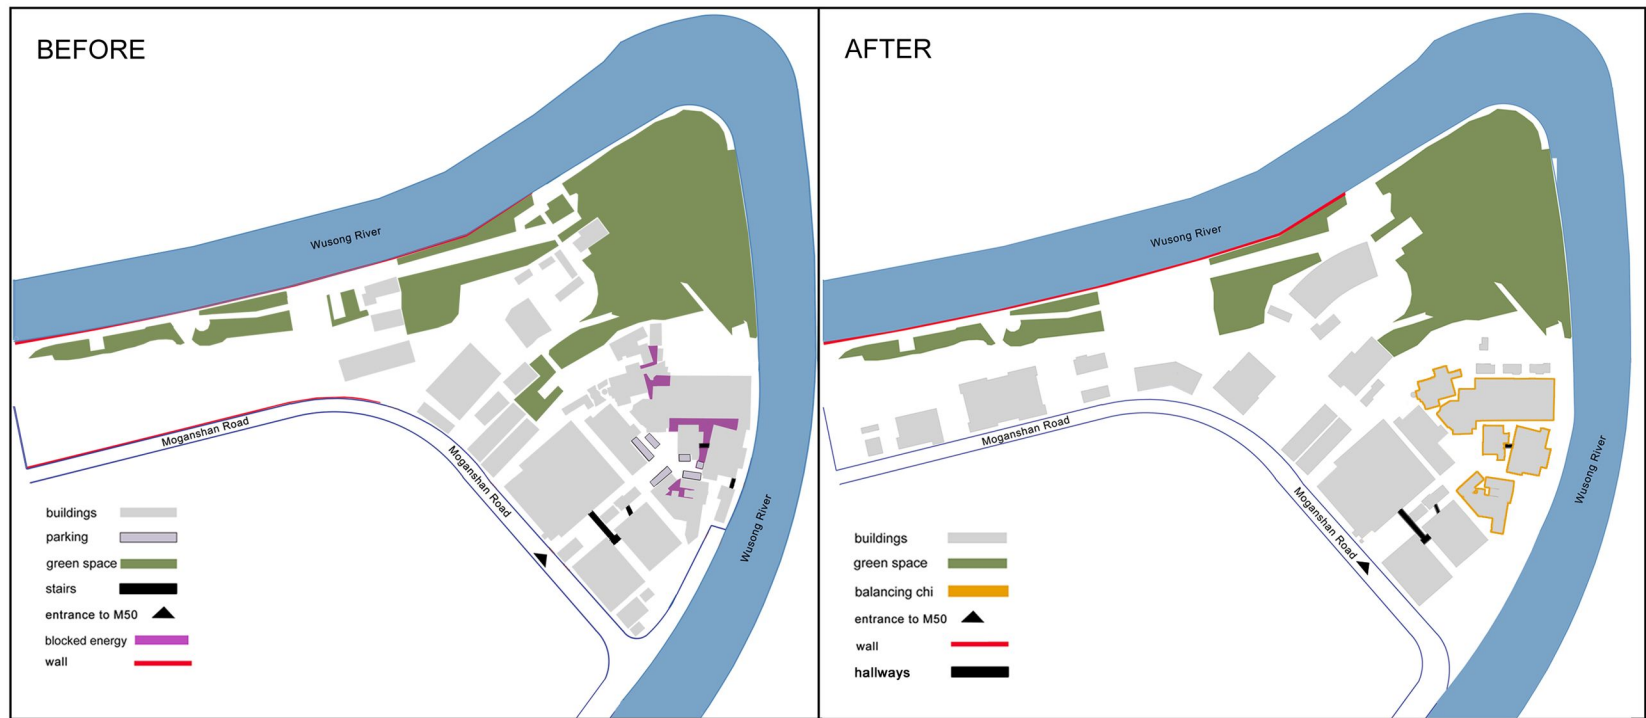 BEFORE
Wusong River
Moganshan Road
Moganshan Road
Wusong River
buildings
parking
green space
stairs
entrance to M50
blocked energy
wall
AFTER
Wusong River
Moganshan Road
Moganshan Road
Wusong River
buildings
green space
balancing chi
entrance to M50
wall
hallways